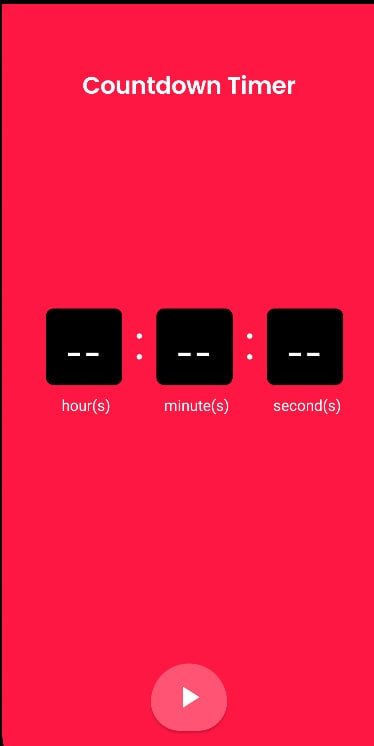 Countdown Timer
-- : -- : --
hour(s) minute(s) second(s)